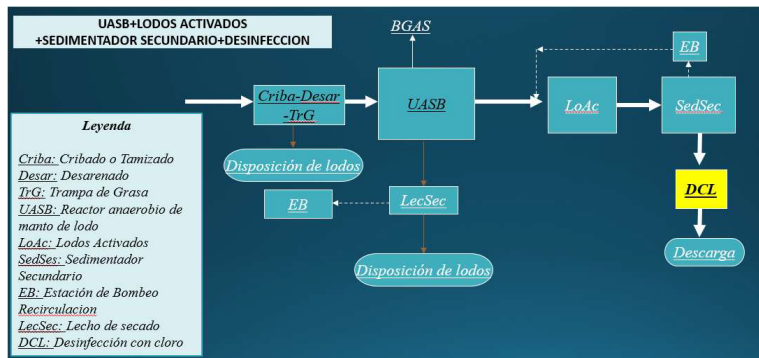 UASB+LODOS ACTIVADOS
+SEDIMENTADOR SECUNDARIO+DESINFECCION
BGAS
EB
Criba-Desar
-TrG
UASB
LoAc
SedSec
Leyenda
Criba: Cribado o Tamizado
Desar: Desarenado
TrG: Trampa de Grasa
UASB: Reactor anaerobio de
manto de lodo
LoAc: Lodos Activados
SedSes: Sedimentador
Secundario
EB: Estación de Bombeo
Recirculacion
LecSec: Lecho de secado
DCL: Desinfección con cloro
Disposición de lodos
EB
LecSec
DCL
Disposición de lodos
Descarga